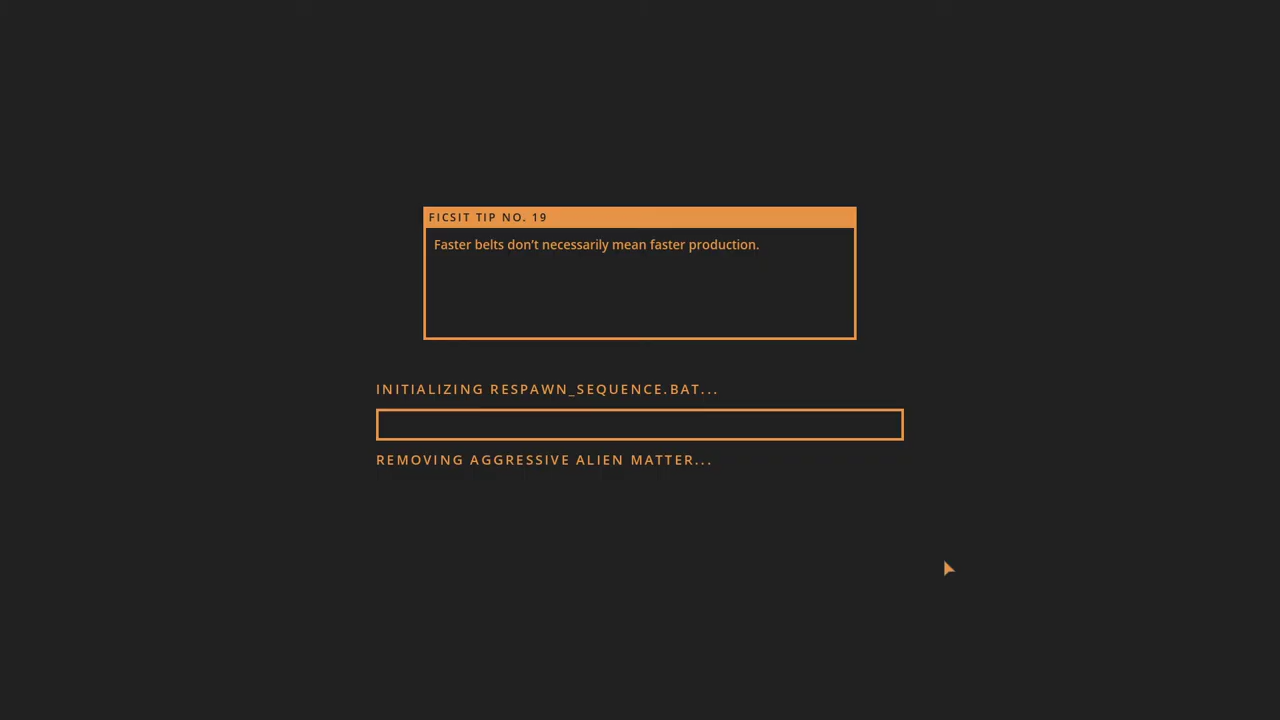 FICSIT TIP NO. 19
Faster belts don't necessarily mean faster production.
INITIALIZING RESPAWN_SEQUENCE.BAT...
REMOVING AGGRESSIVE ALIEN MATTER...